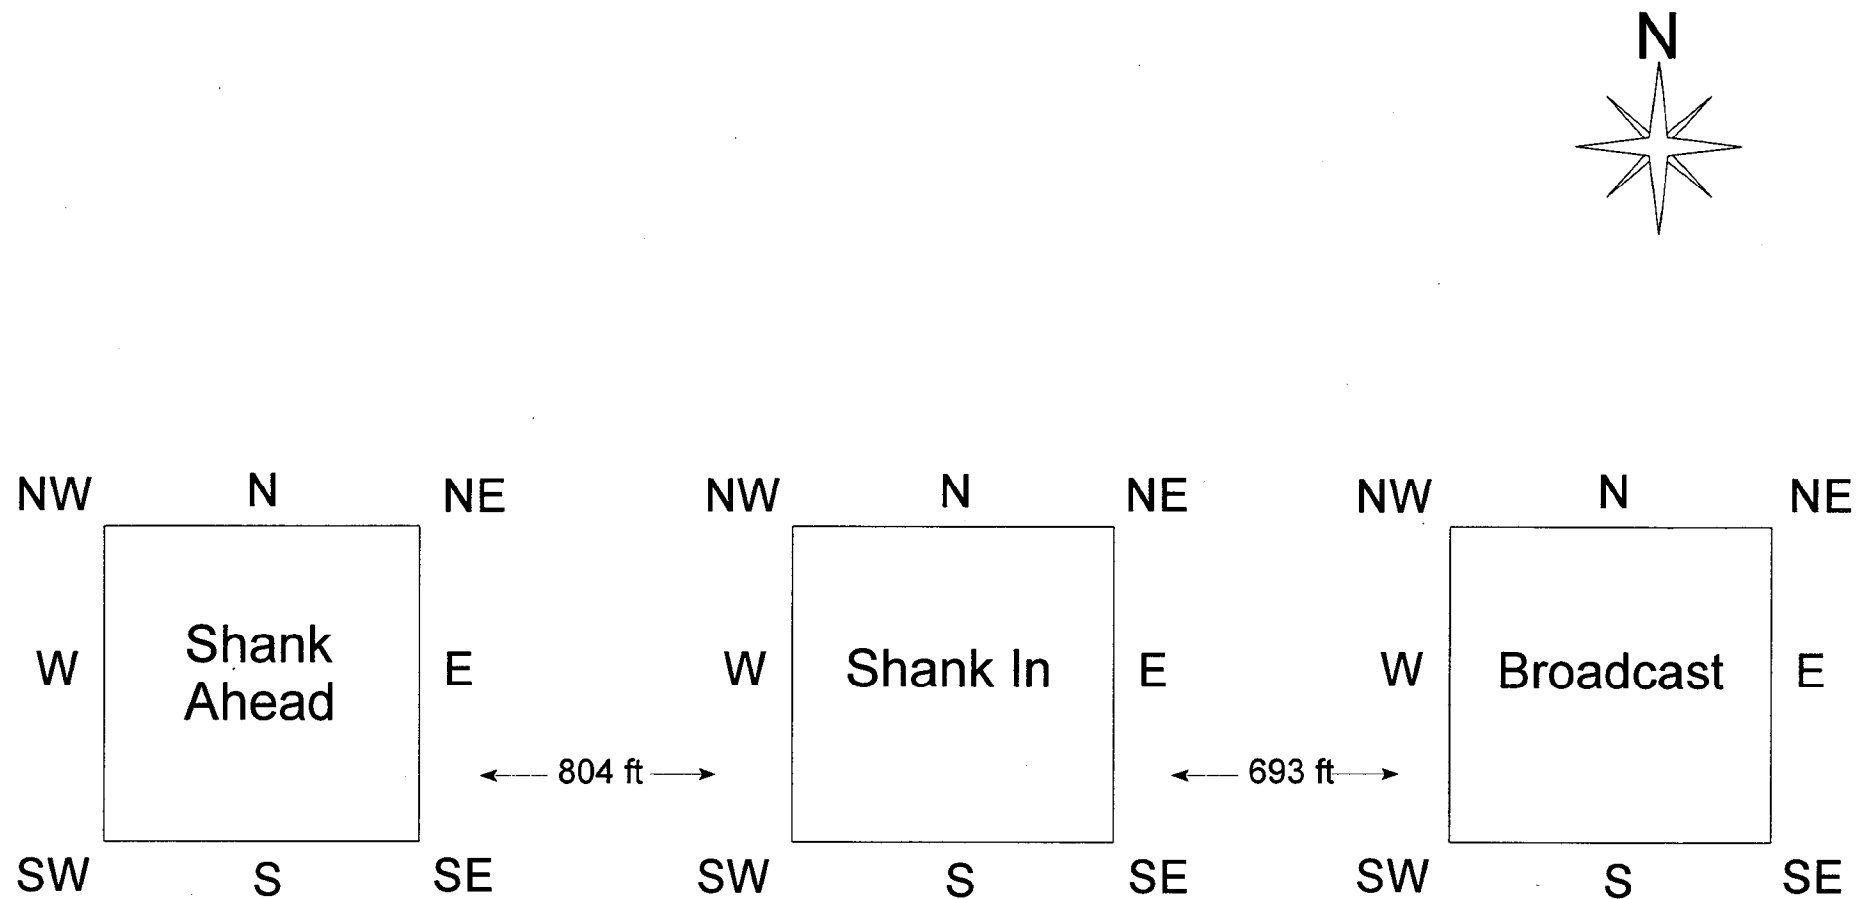 N
NW N NE NW N NE NW N NE
Shank
Ahead
W E W Shank In E W Broadcast E
804 ft 693 ft
SW S SE SW S SE SW S SE